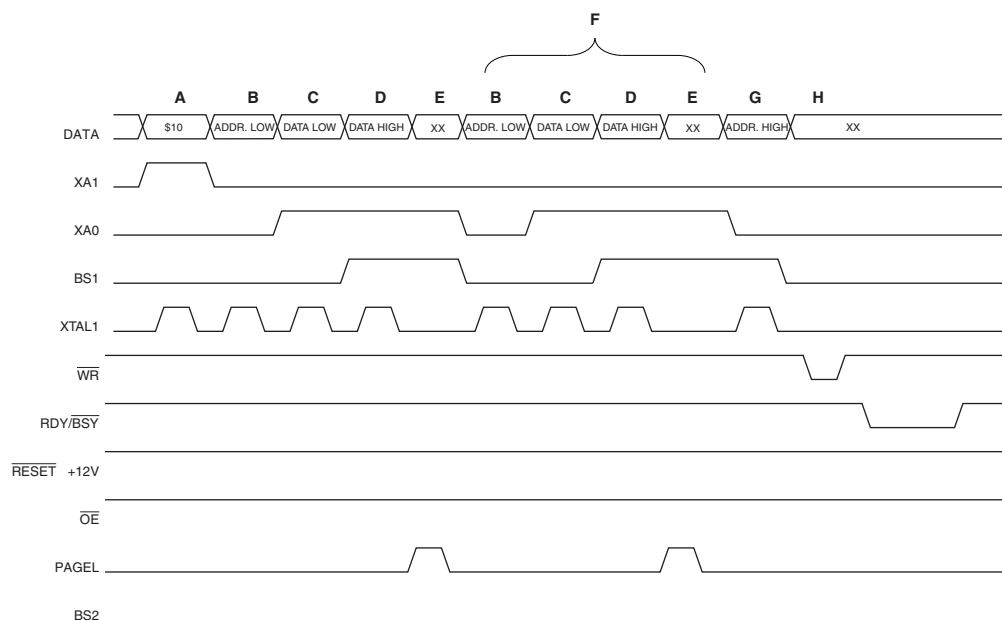 F
A B C D E B C D E G H
DATA $10 ADDR. LOW DATA LOW DATA HIGH XX ADDR. LOW DATA LOW DATA HIGH XX ADDR. HIGH XX
XA1
XA0
BS1
XTAL1
WR
RDY/BSY
RESET +12V
OE
PAGEL
BS2